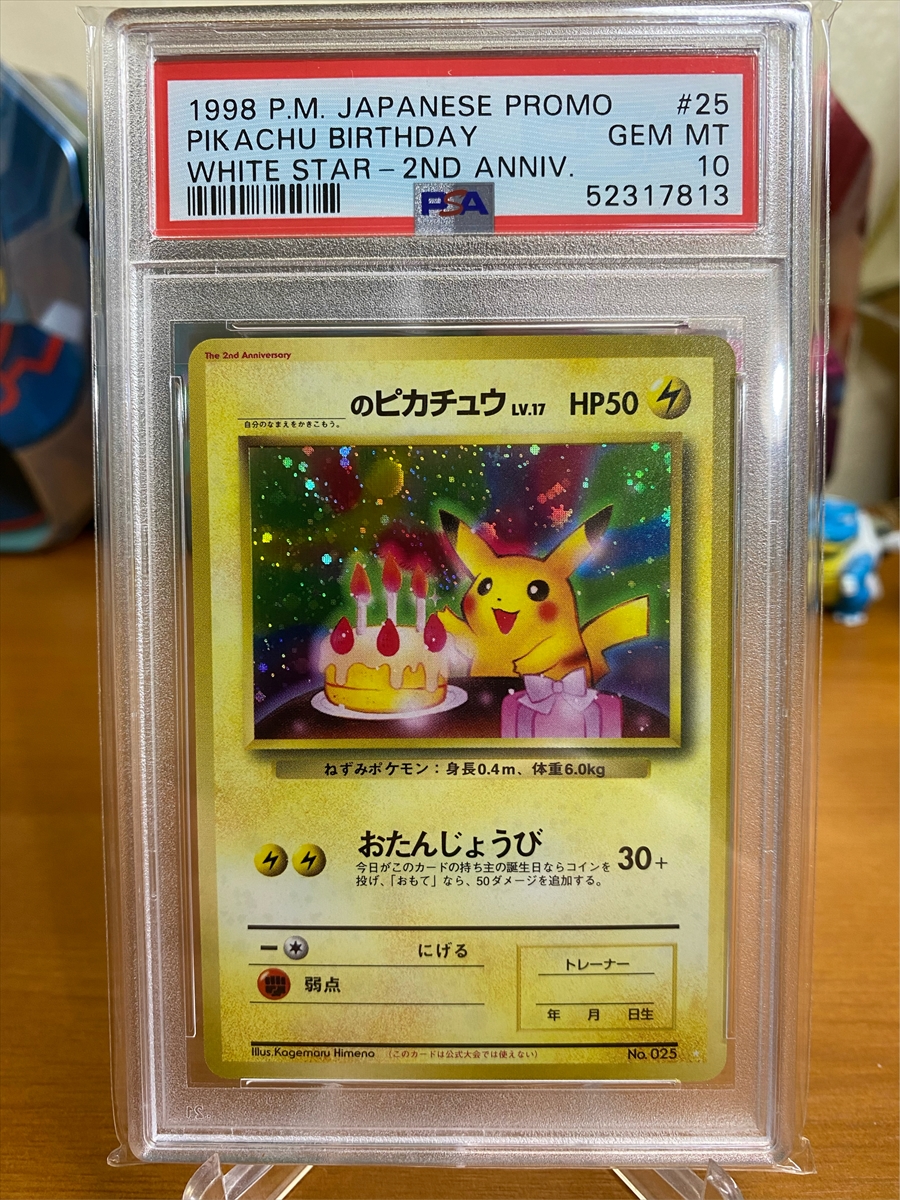 1998 P.M. JAPANESE PROMO #25
PIKACHU BIRTHDAY GEM MT
WHITE STAR - 2ND ANNIV. 10
PSA 52317813
The 2nd Anniversary
のピカチュウ LV.17 HP50
自分のなまえをかきこもう。
ねずみポケモン：身長0.4m、体重6.0kg
おたんじょうび 30+
今日がこのカードの持ち主の誕生日ならコインを
投げ、「おもて」なら、50ダメージを追加する。
にげる
トレーナー
弱点
年 月 日生
Illus.Kagemaru Himeno (このカードは公式大会では使えない) No. 025
21